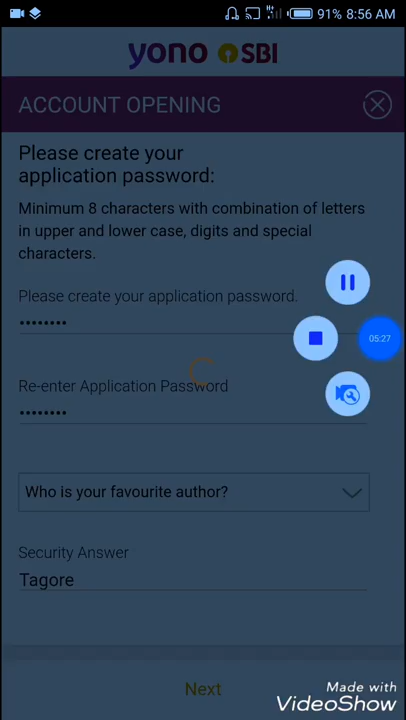 91% 8:56 AM
yono SBI
ACCOUNT OPENING
Please create your
application password:
Minimum 8 characters with combination of letters
in upper and lower case, digits and special
characters.
Please create your application password.
••••••••
05:27
Re-enter Application Password
••••••••
Who is your favourite author?
Security Answer
Tagore
Next
Made with
VideoShow